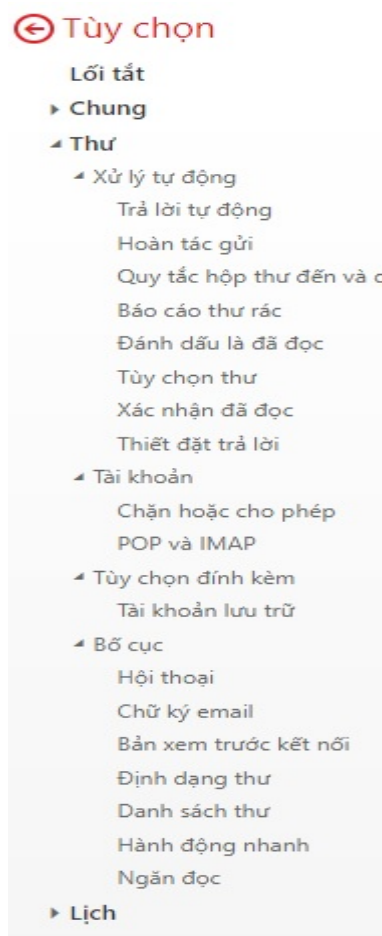 Tùy chọn
Lối tắt
Chung
Thư
Xử lý tự động
Trả lời tự động
Hoàn tác gửi
Quy tắc hộp thư đến và
Báo cáo thư rác
Đánh dấu là đã đọc
Tùy chọn thư
Xác nhận đã đọc
Thiết đặt trả lời
Tài khoản
Chặn hoặc cho phép
POP và IMAP
Tùy chọn đính kèm
Tài khoản lưu trữ
Bố cục
Hội thoại
Chữ ký email
Bản xem trước kết nối
Định dạng thư
Danh sách thư
Hành động nhanh
Ngăn đọc
Lịch